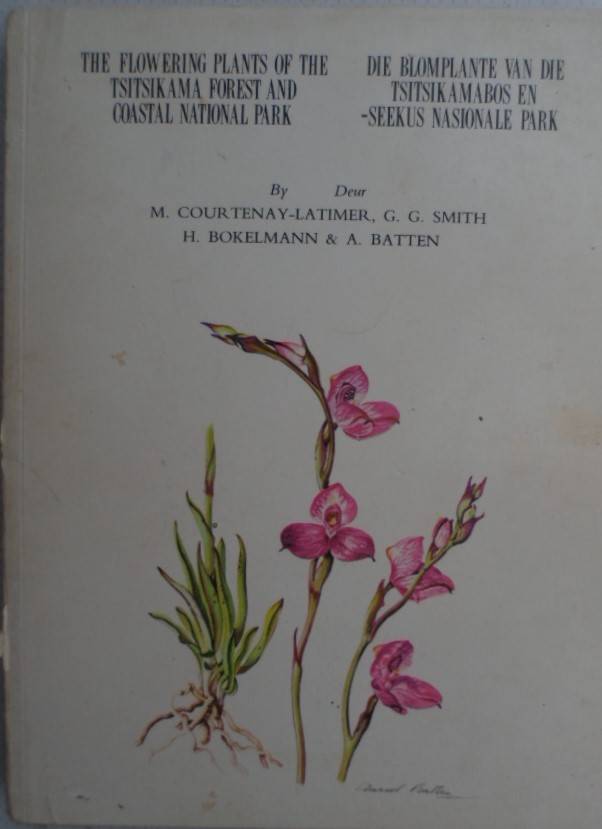 THE FLOWERING PLANTS OF THE
TSITSIKAMA FOREST AND
COASTAL NATIONAL PARK
DIE BLOMPLANTE VAN DIE
TSITSIKAMABOS EN
-SEEKUS NASIONALE PARK
By Deur
M. COURTENAY-LATIMER, G. G. SMITH
H. BOKELMANN & A. BATTEN